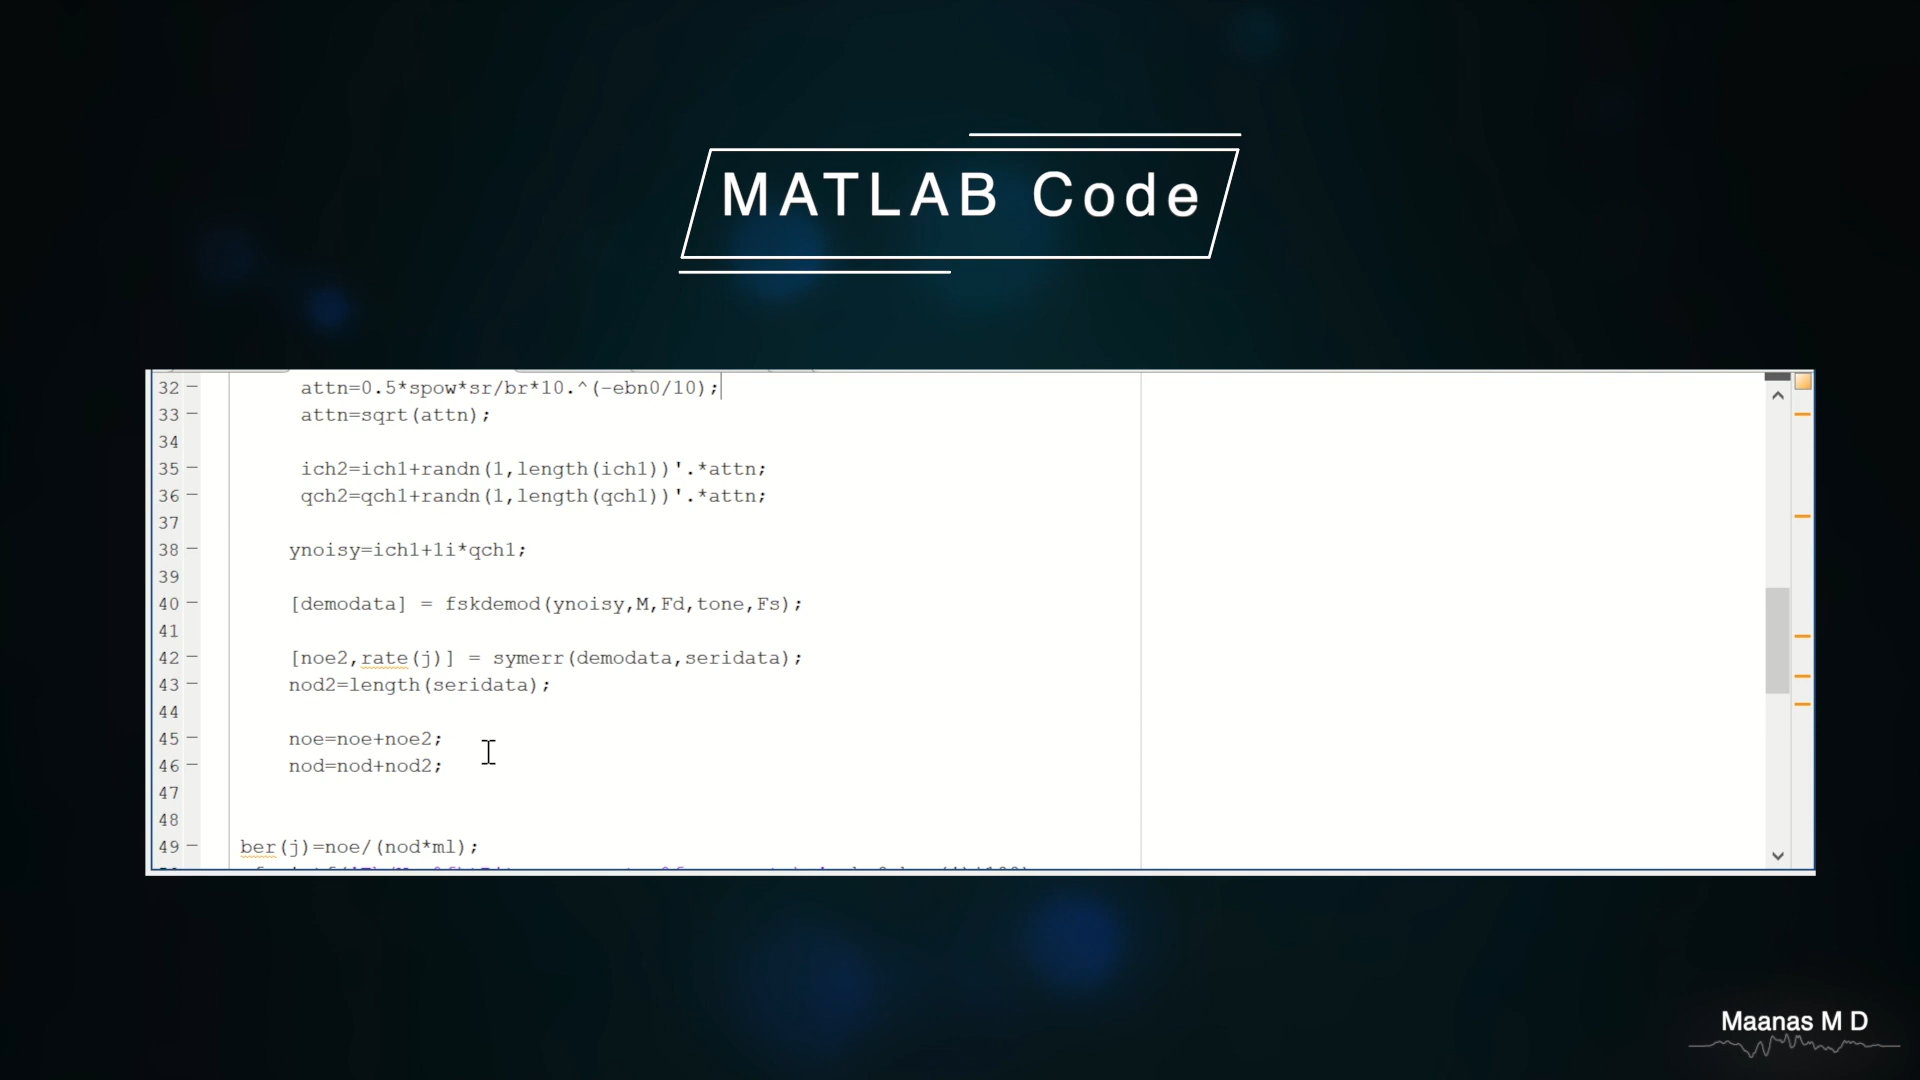 MATLAB Code
32 attn=0.5*spow*sr/br*10.^(-ebn0/10);
33 attn=sqrt(attn);
34
35 ich2=ich1+randn(1,length(ich1))'.*attn;
36 qch2=qch1+randn(1,length(qch1))'.*attn;
37
38 ynoisy=ich1+1i*qch1;
39
40 [demodata] = fskdemod(ynoisy,M,Fd,tone,Fs);
41
42 [noe2,rate(j)] = symerr(demodata,seridata);
43 nod2=length(seridata);
44
45 noe=noe+noe2;
46 nod=nod+nod2;
47
48
49 ber(j)=noe/(nod*ml);
Maanas M D